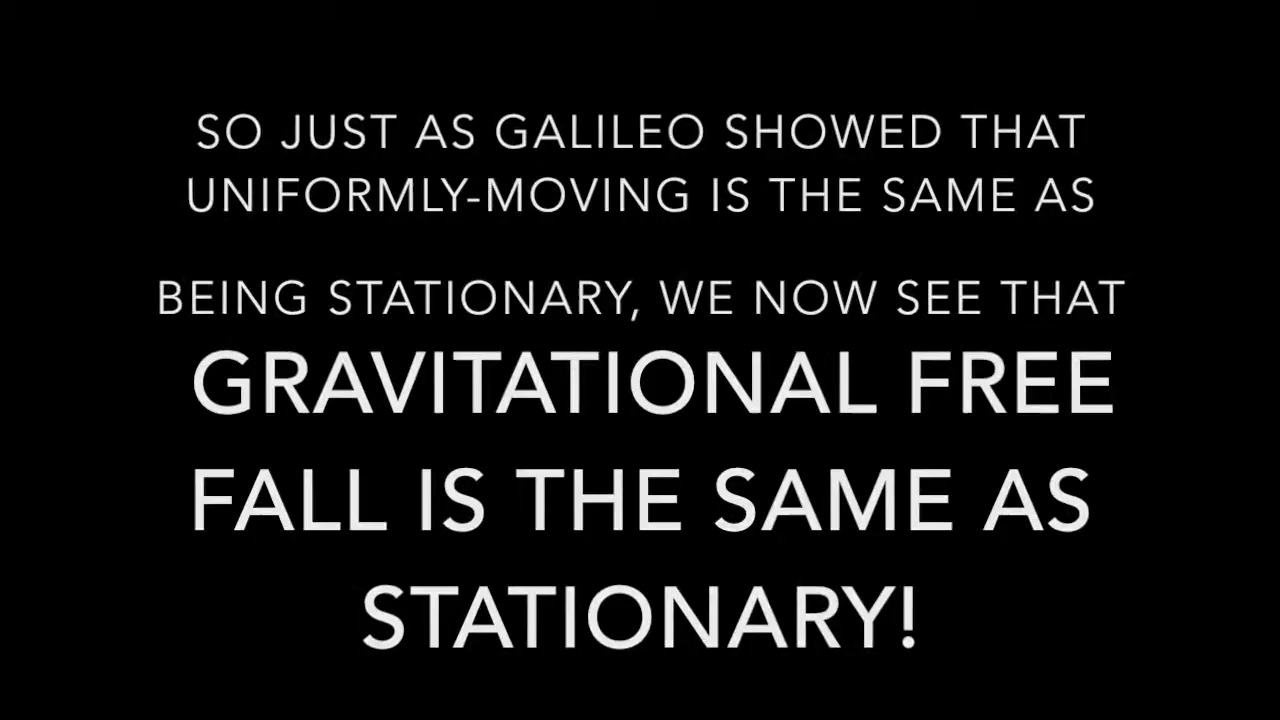 SO JUST AS GALILEO SHOWED THAT
UNIFORMLY-MOVING IS THE SAME AS
BEING STATIONARY, WE NOW SEE THAT
GRAVITATIONAL FREE
FALL IS THE SAME AS
STATIONARY!